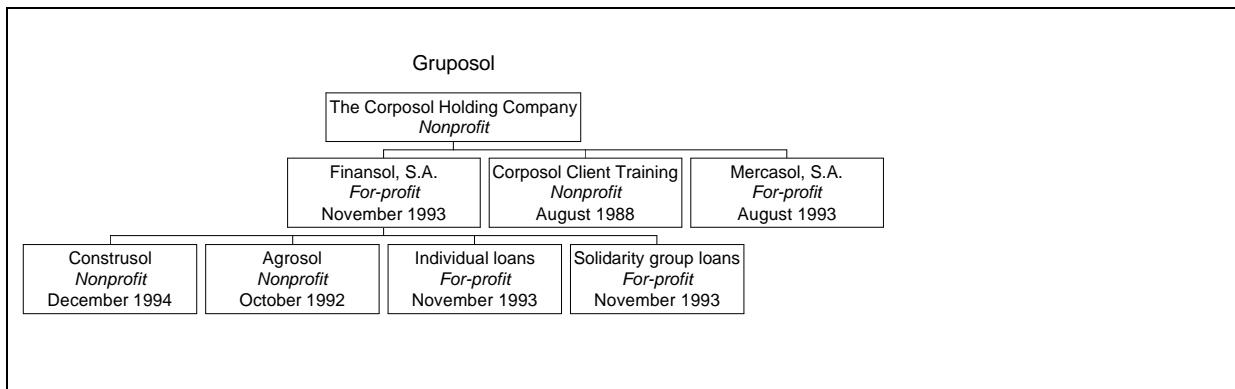 Gruposol
The Corposol Holding Company
Nonprofit
Finansol, S.A.
For-profit
November 1993
Corposol Client Training
Nonprofit
August 1988
Mercasol, S.A.
For-profit
August 1993
Construsol
Nonprofit
December 1994
Agrosol
Nonprofit
October 1992
Individual loans
For-profit
November 1993
Solidarity group loans
For-profit
November 1993